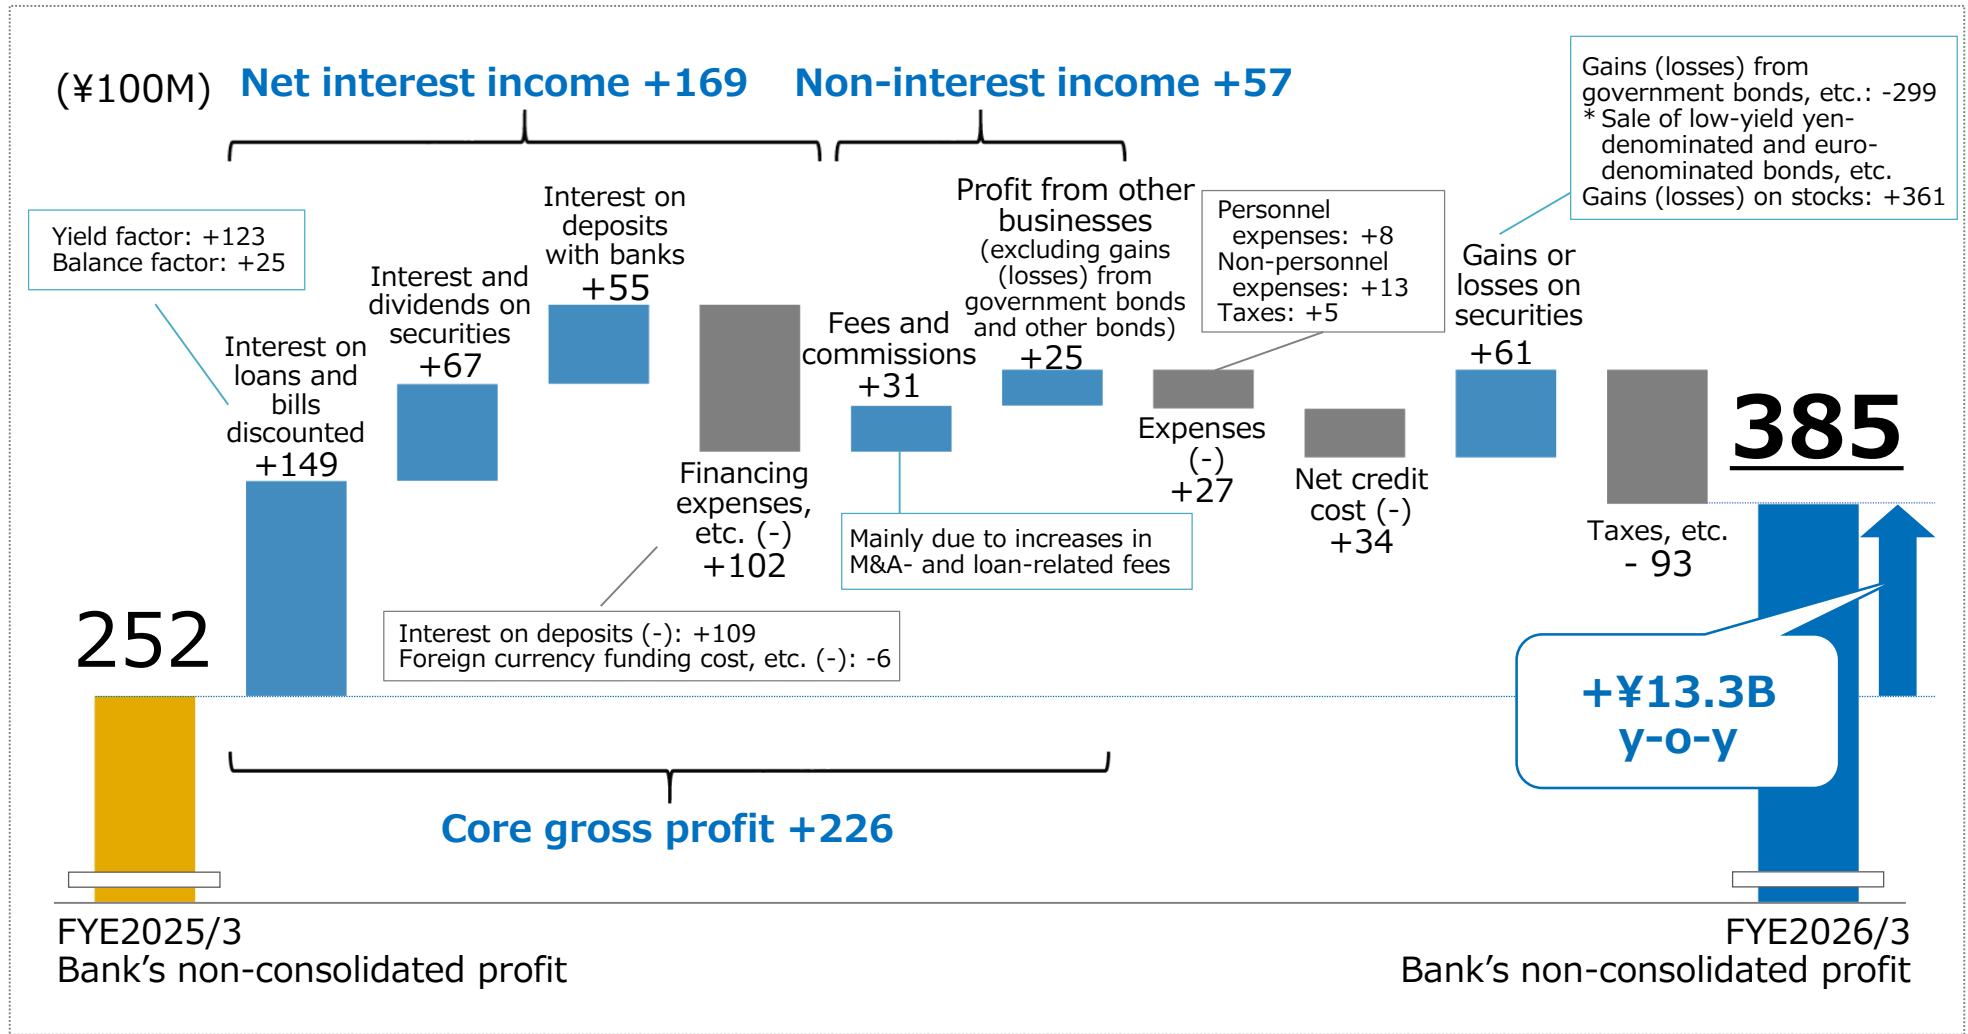 (¥100M)
Net interest income +169
Non-interest income +57
Gains (losses) from
government bonds, etc.: -299
* Sale of low-yield yen-
denominated and euro-
denominated bonds, etc.
Gains (losses) on stocks: +361
Yield factor: +123
Balance factor: +25
Interest on
loans and
bills
discounted
+149
Interest and
dividends on
securities
+67
Interest on
deposits
with banks
+55
Financing
expenses,
etc. (-)
+102
Interest on deposits (-): +109
Foreign currency funding cost, etc. (-): -6
Fees and
commissions
+31
Mainly due to increases in
M&A- and loan-related fees
Profit from other
businesses
(excluding gains
(losses) from
government bonds
and other bonds)
+25
Personnel
expenses: +8
Non-personnel
expenses: +13
Taxes: +5
Expenses
(-)
+27
Net credit
cost (-)
+34
Gains or
losses on
securities
+61
Taxes, etc.
- 93
252
385
+¥13.3B
y-o-y
Core gross profit +226
FYE2025/3
Bank’s non-consolidated profit
FYE2026/3
Bank’s non-consolidated profit